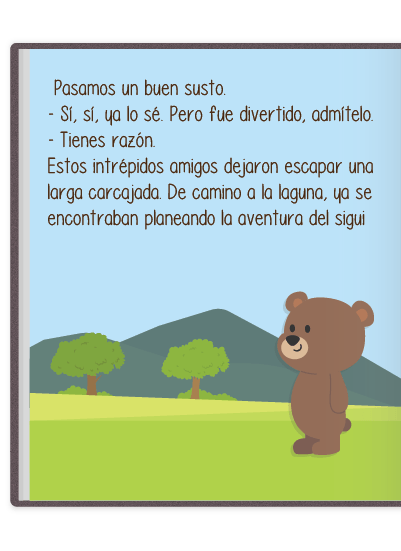 Pasamos un buen susto.
- Sí, sí, ya lo sé. Pero fue divertido, admítelo.
- Tienes razón.
Estos intrépidos amigos dejaron escapar una
larga carcajada. De camino a la laguna, ya se
encontraban planeando la aventura del sigui